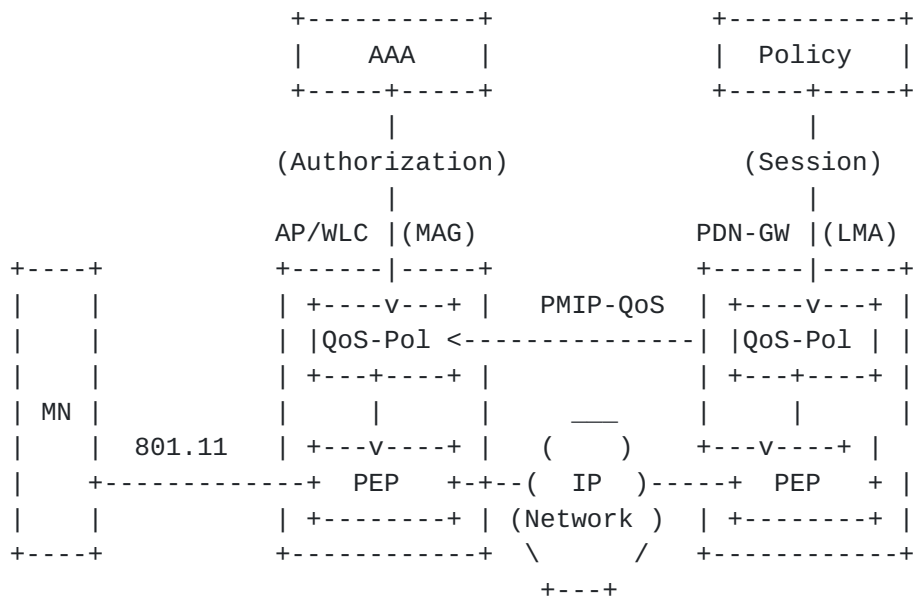 AAA Policy
(Authorization) (Session)
AP/WLC (MAG) PDN-GW (LMA)
PMIP-QoS
QoS-Pol QoS-Pol
MN
801.11
PEP IP PEP
(Network )